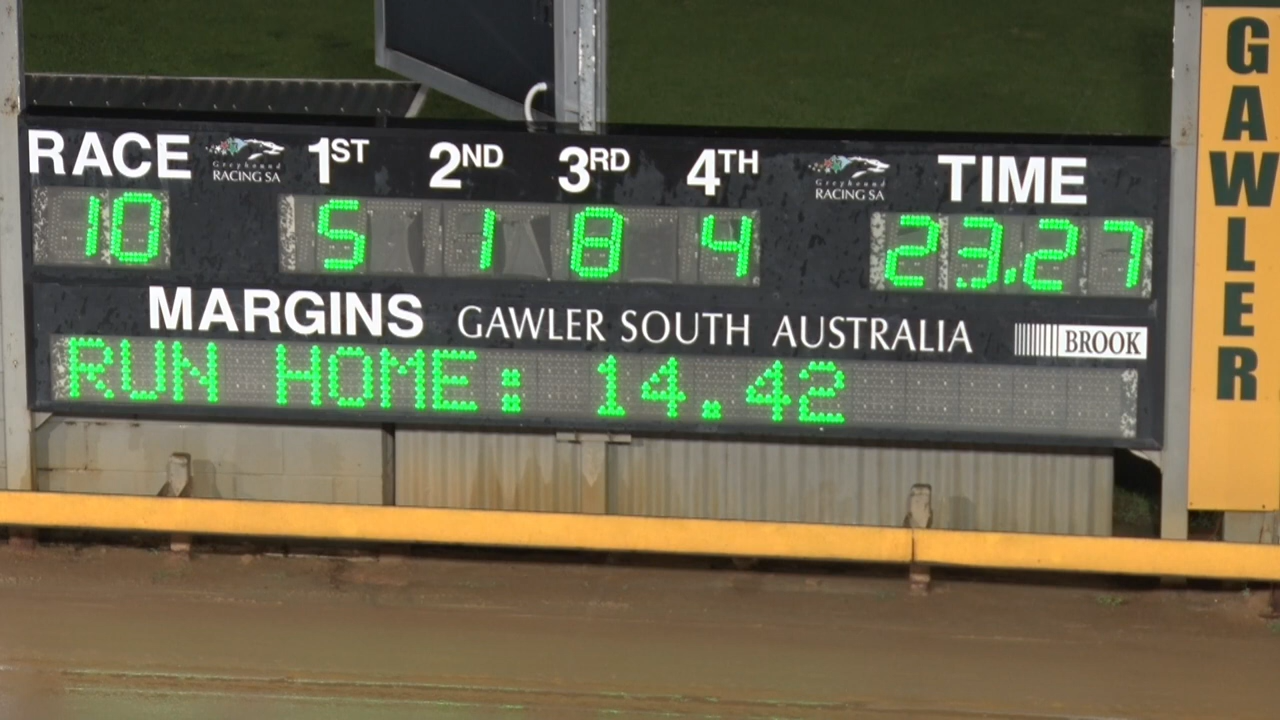 RACE Greyhound RACING SA 1ST 2ND 3RD 4TH Greyhound RACING SA TIME
10 5 1 8 4 23.27
MARGINS GAWLER SOUTH AUSTRALIA BROOK
RUN HOME: 14.42
GAWLER